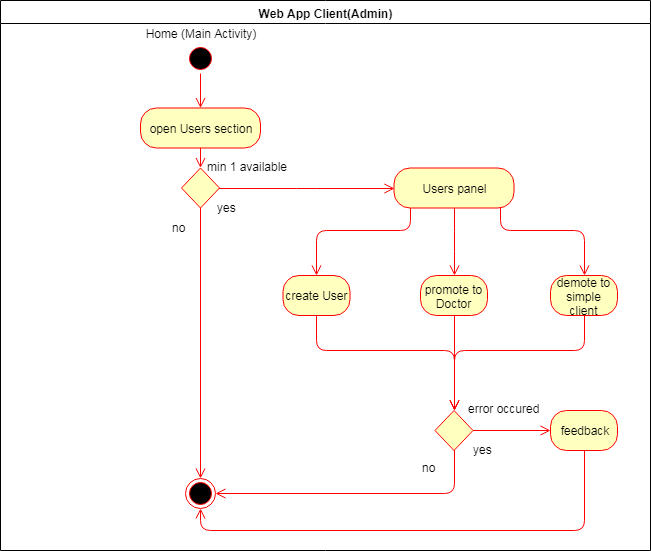 Web App Client(Admin)
Home (Main Activity)
open Users section
min 1 available
yes
no
Users panel
create User
promote to
Doctor
demote to
simple
client
error occured
yes
no
feedback